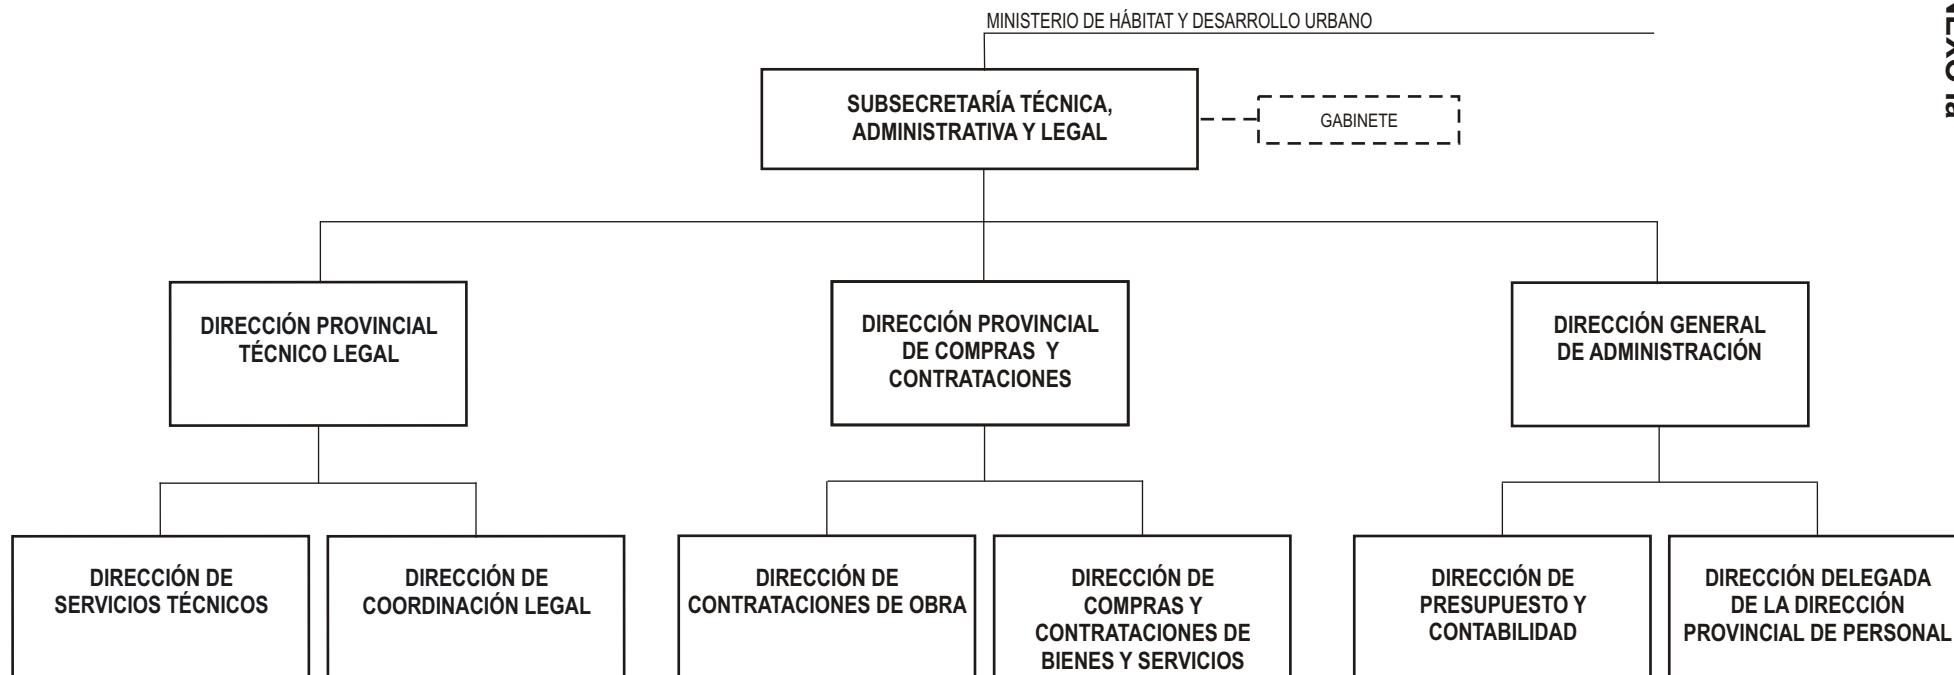 MINISTERIO DE HÁBITAT Y DESARROLLO URBANO
SUBSECRETARÍA TÉCNICA,
ADMINISTRATIVA Y LEGAL
GABINETE
DIRECCIÓN PROVINCIAL
TÉCNICO LEGAL
DIRECCIÓN PROVINCIAL
DE COMPRAS Y
CONTRATACIONES
DIRECCIÓN GENERAL
DE ADMINISTRACIÓN
DIRECCIÓN DE
SERVICIOS TÉCNICOS
DIRECCIÓN DE
COORDINACIÓN LEGAL
DIRECCIÓN DE
CONTRATACIONES DE OBRA
DIRECCIÓN DE
COMPRAS Y
CONTRATACIONES DE
BIENES Y SERVICIOS
DIRECCIÓN DE
PRESUPUESTO Y
CONTABILIDAD
DIRECCIÓN DELEGADA
DE LA DIRECCIÓN
PROVINCIAL DE PERSONAL